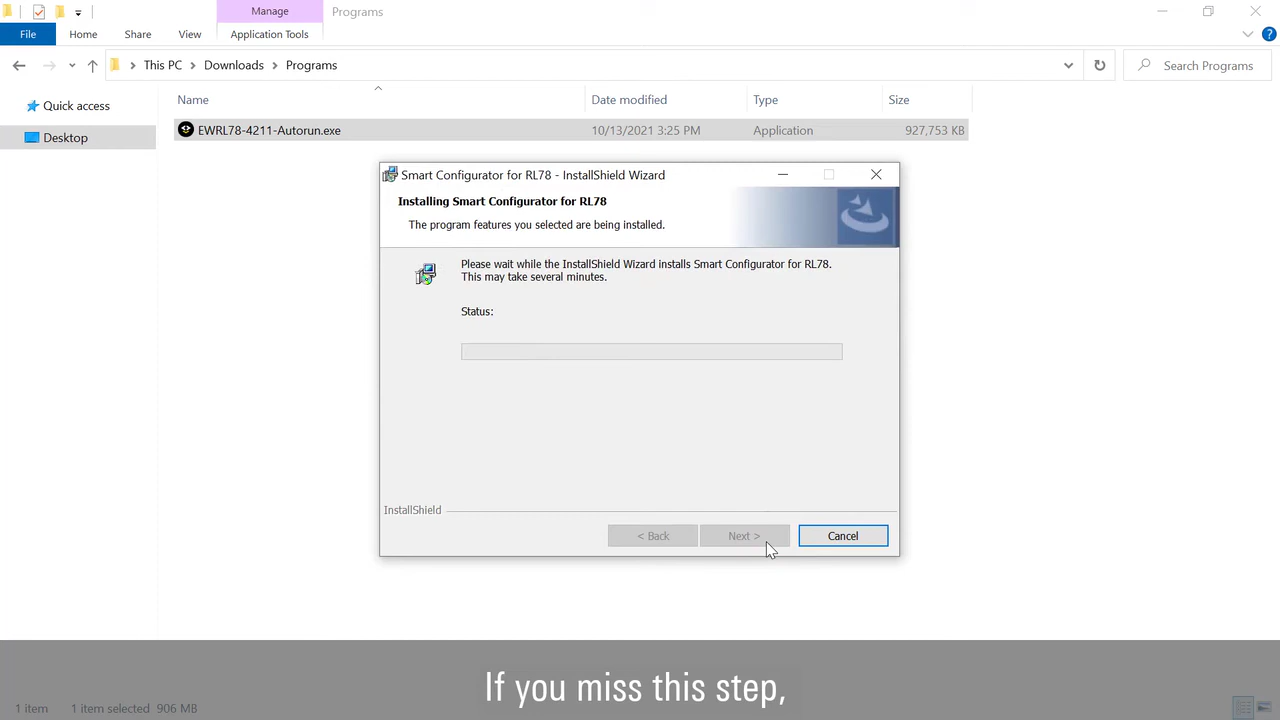 Manage
Programs
File
Home
Share
View
Application Tools
This PC
Downloads
Programs
Search Programs
Quick access
Desktop
Name
Date modified
Type
Size
EWRL78-4211-Autorun.exe
10/13/2021 3:25 PM
Application
927,753 KB
Smart Configurator for RL78 - InstallShield Wizard
Installing Smart Configurator for RL78
The program features you selected are being installed.
Please wait while the InstallShield Wizard installs Smart Configurator for RL78.
This may take several minutes.
Status:
InstallShield
< Back
Next >
Cancel
If you miss this step,
1 item
1 item selected
906 MB